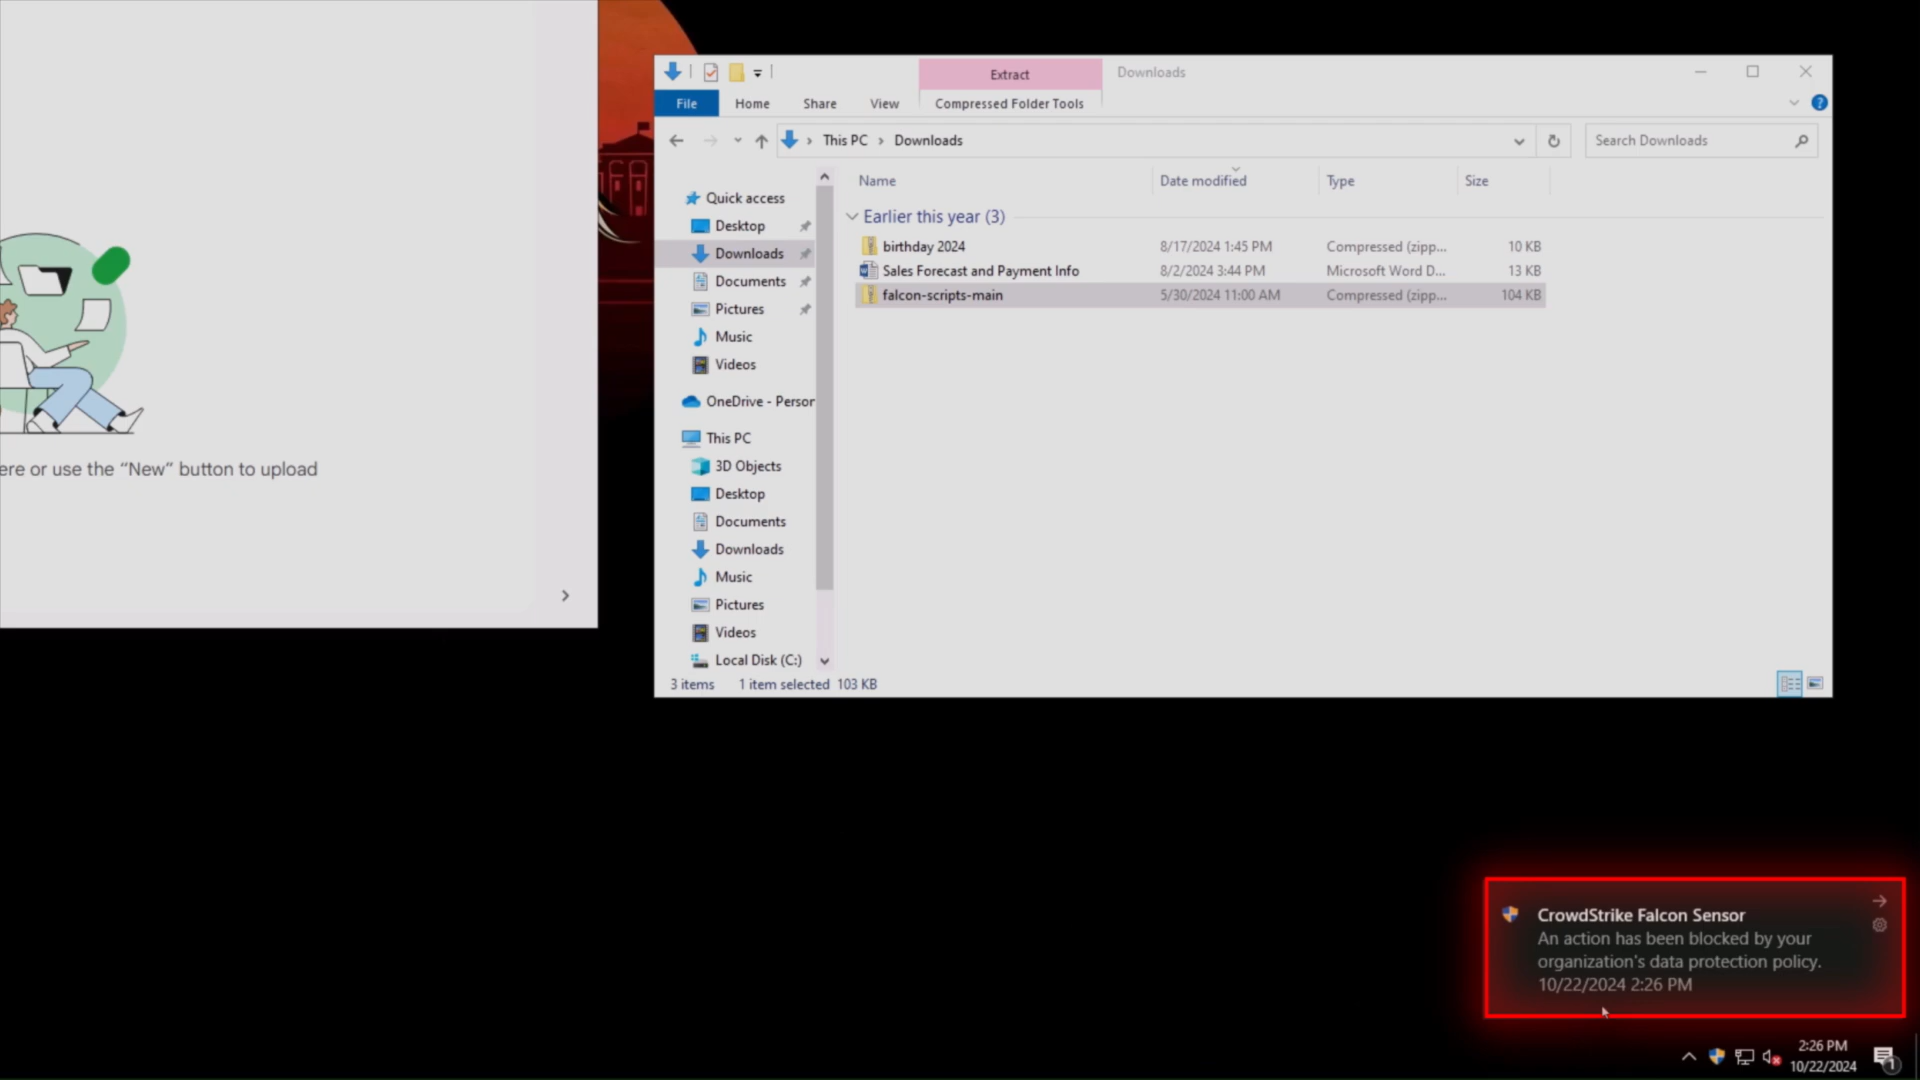 ere or use the “New” button to upload
Extract
Downloads
File
Home
Share
View
Compressed Folder Tools
This PC
Downloads
Search Downloads
Name
Date modified
Type
Size
Quick access
Desktop
Downloads
Documents
Pictures
Music
Videos
OneDrive - Person
This PC
3D Objects
Desktop
Documents
Downloads
Music
Pictures
Videos
Local Disk (C:)
Earlier this year (3)
birthday 2024 8/17/2024 1:45 PM Compressed (zipp... 10 KB
Sales Forecast and Payment Info 8/2/2024 3:44 PM Microsoft Word D... 13 KB
falcon-scripts-main 5/30/2024 11:00 AM Compressed (zipp... 104 KB
3 items 1 item selected 103 KB
CrowdStrike Falcon Sensor
An action has been blocked by your
organization's data protection policy.
10/22/2024 2:26 PM
2:26 PM
10/22/2024
1